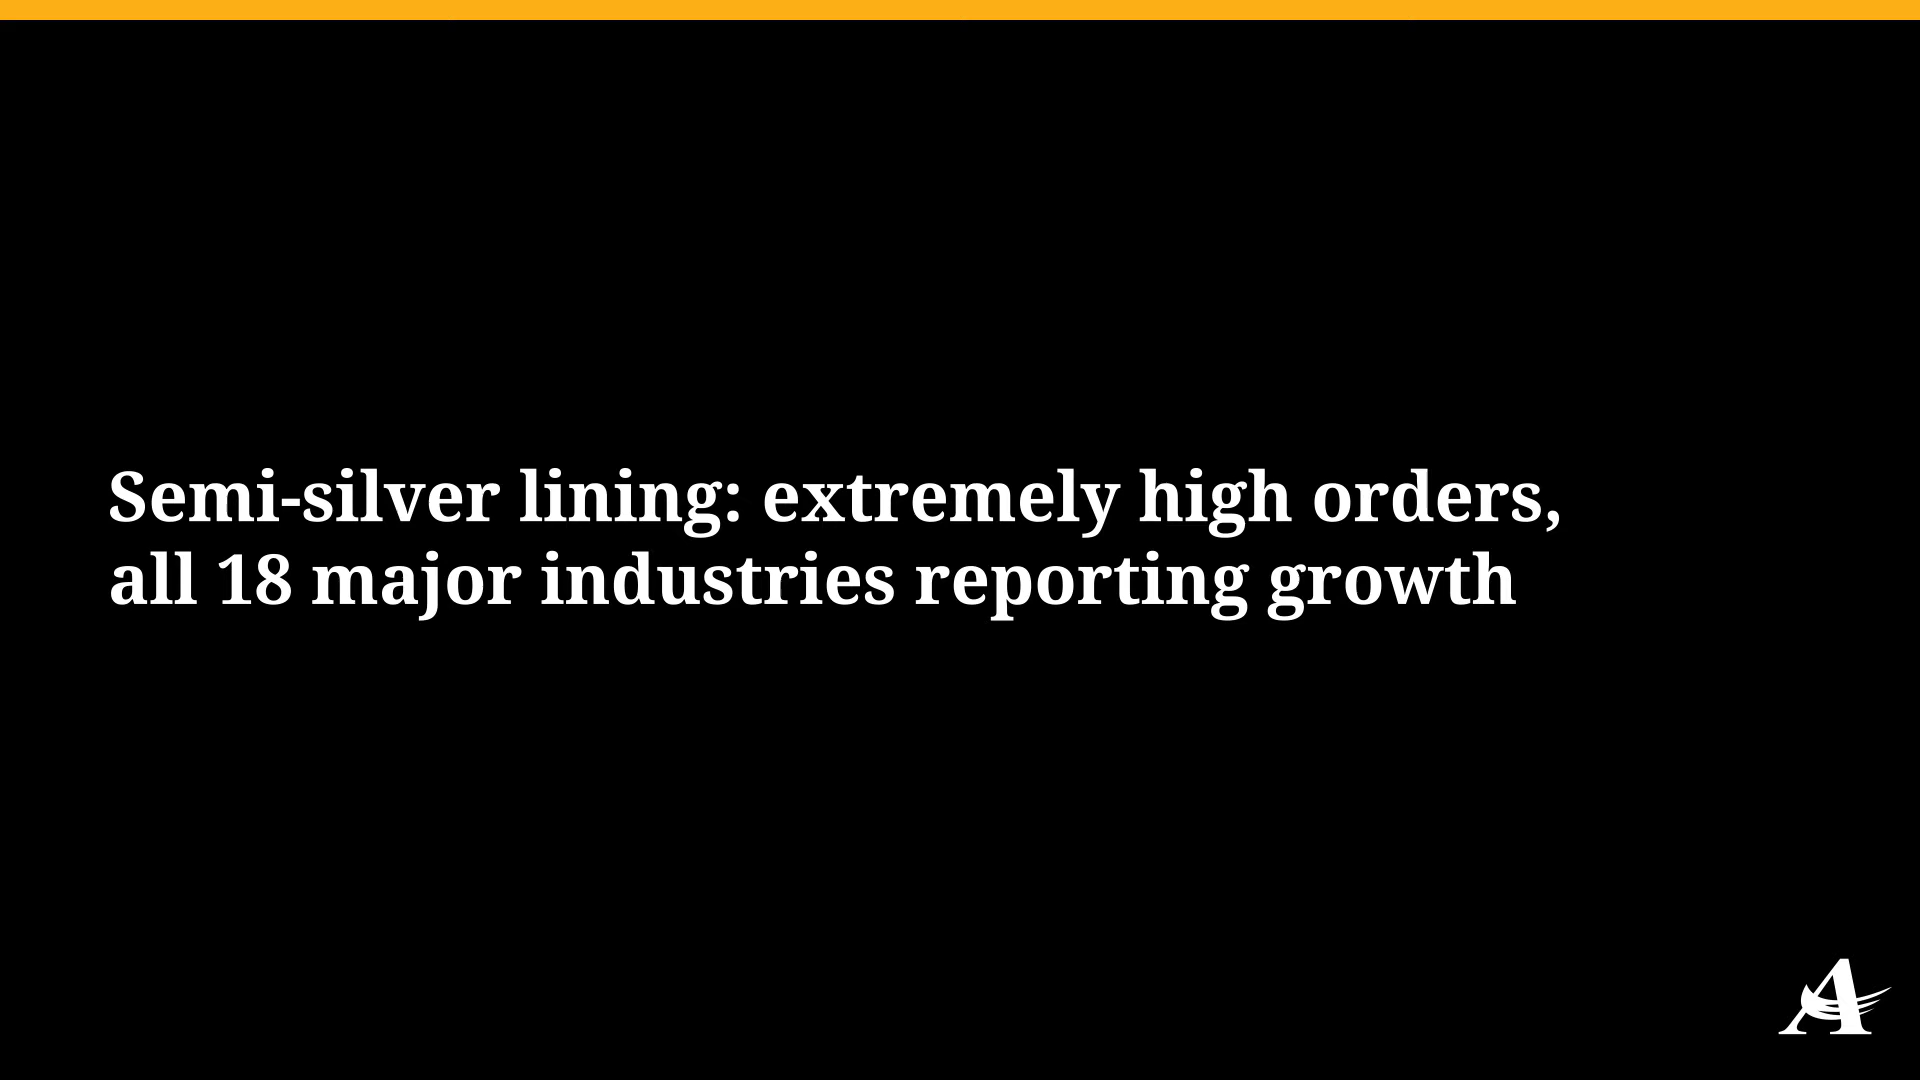 Semi-silver lining: extremely high orders,
all 18 major industries reporting growth
A